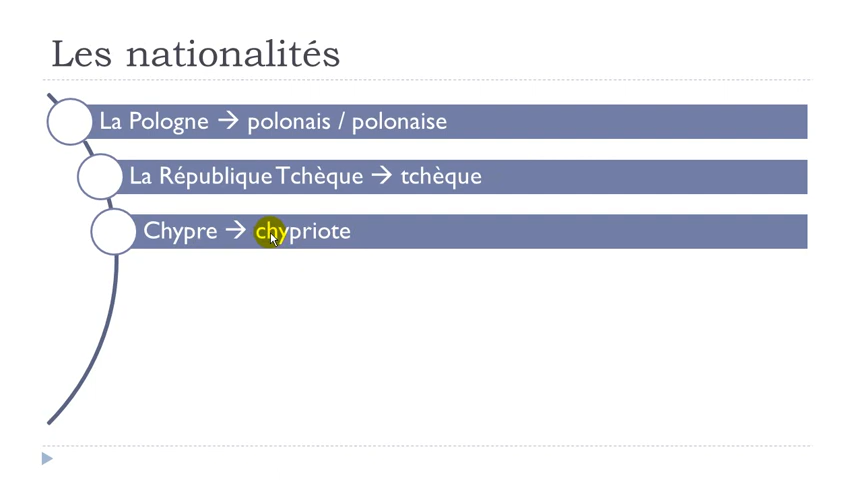 Les nationalités
La Pologne → polonais / polonaise
La République Tchèque → tchèque
Chypre → chypriote